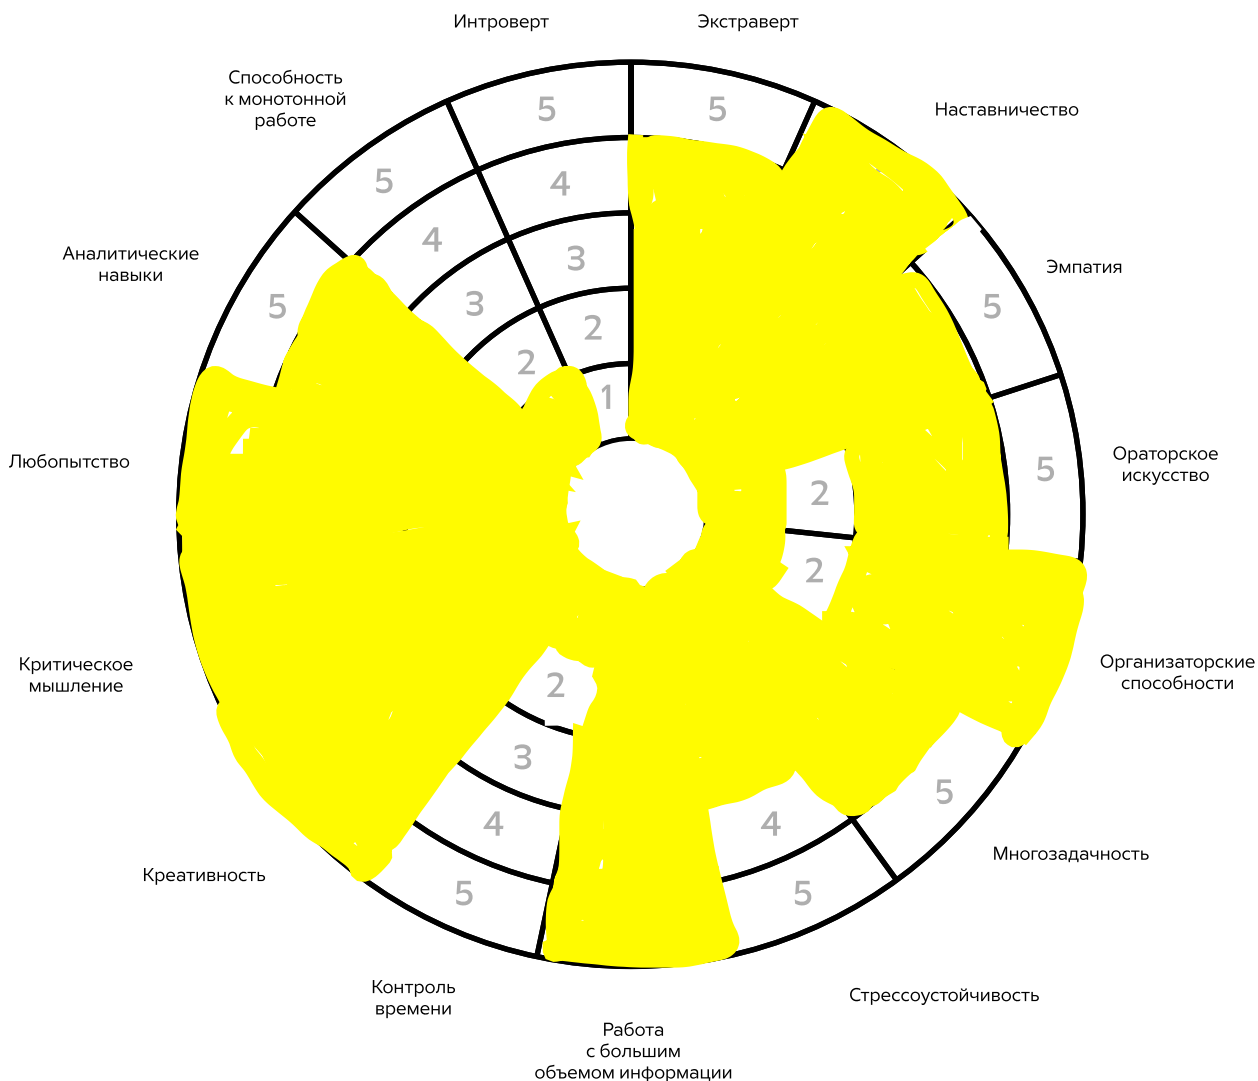 Интроверт
Экстраверт
Способность
к монотонной
работе
Наставничество
5
5
5
4
4
Аналитические
навыки
Эмпатия
3
5
3
5
2
2
1
Любопытство
Ораторское
искусство
5
2
2
Критическое
мышление
Организаторские
способности
2
3
5
4
4
Многозадачность
Креативность
5
5
Контроль
времени
Стрессоустойчивость
Работа
с большим
объемом информации